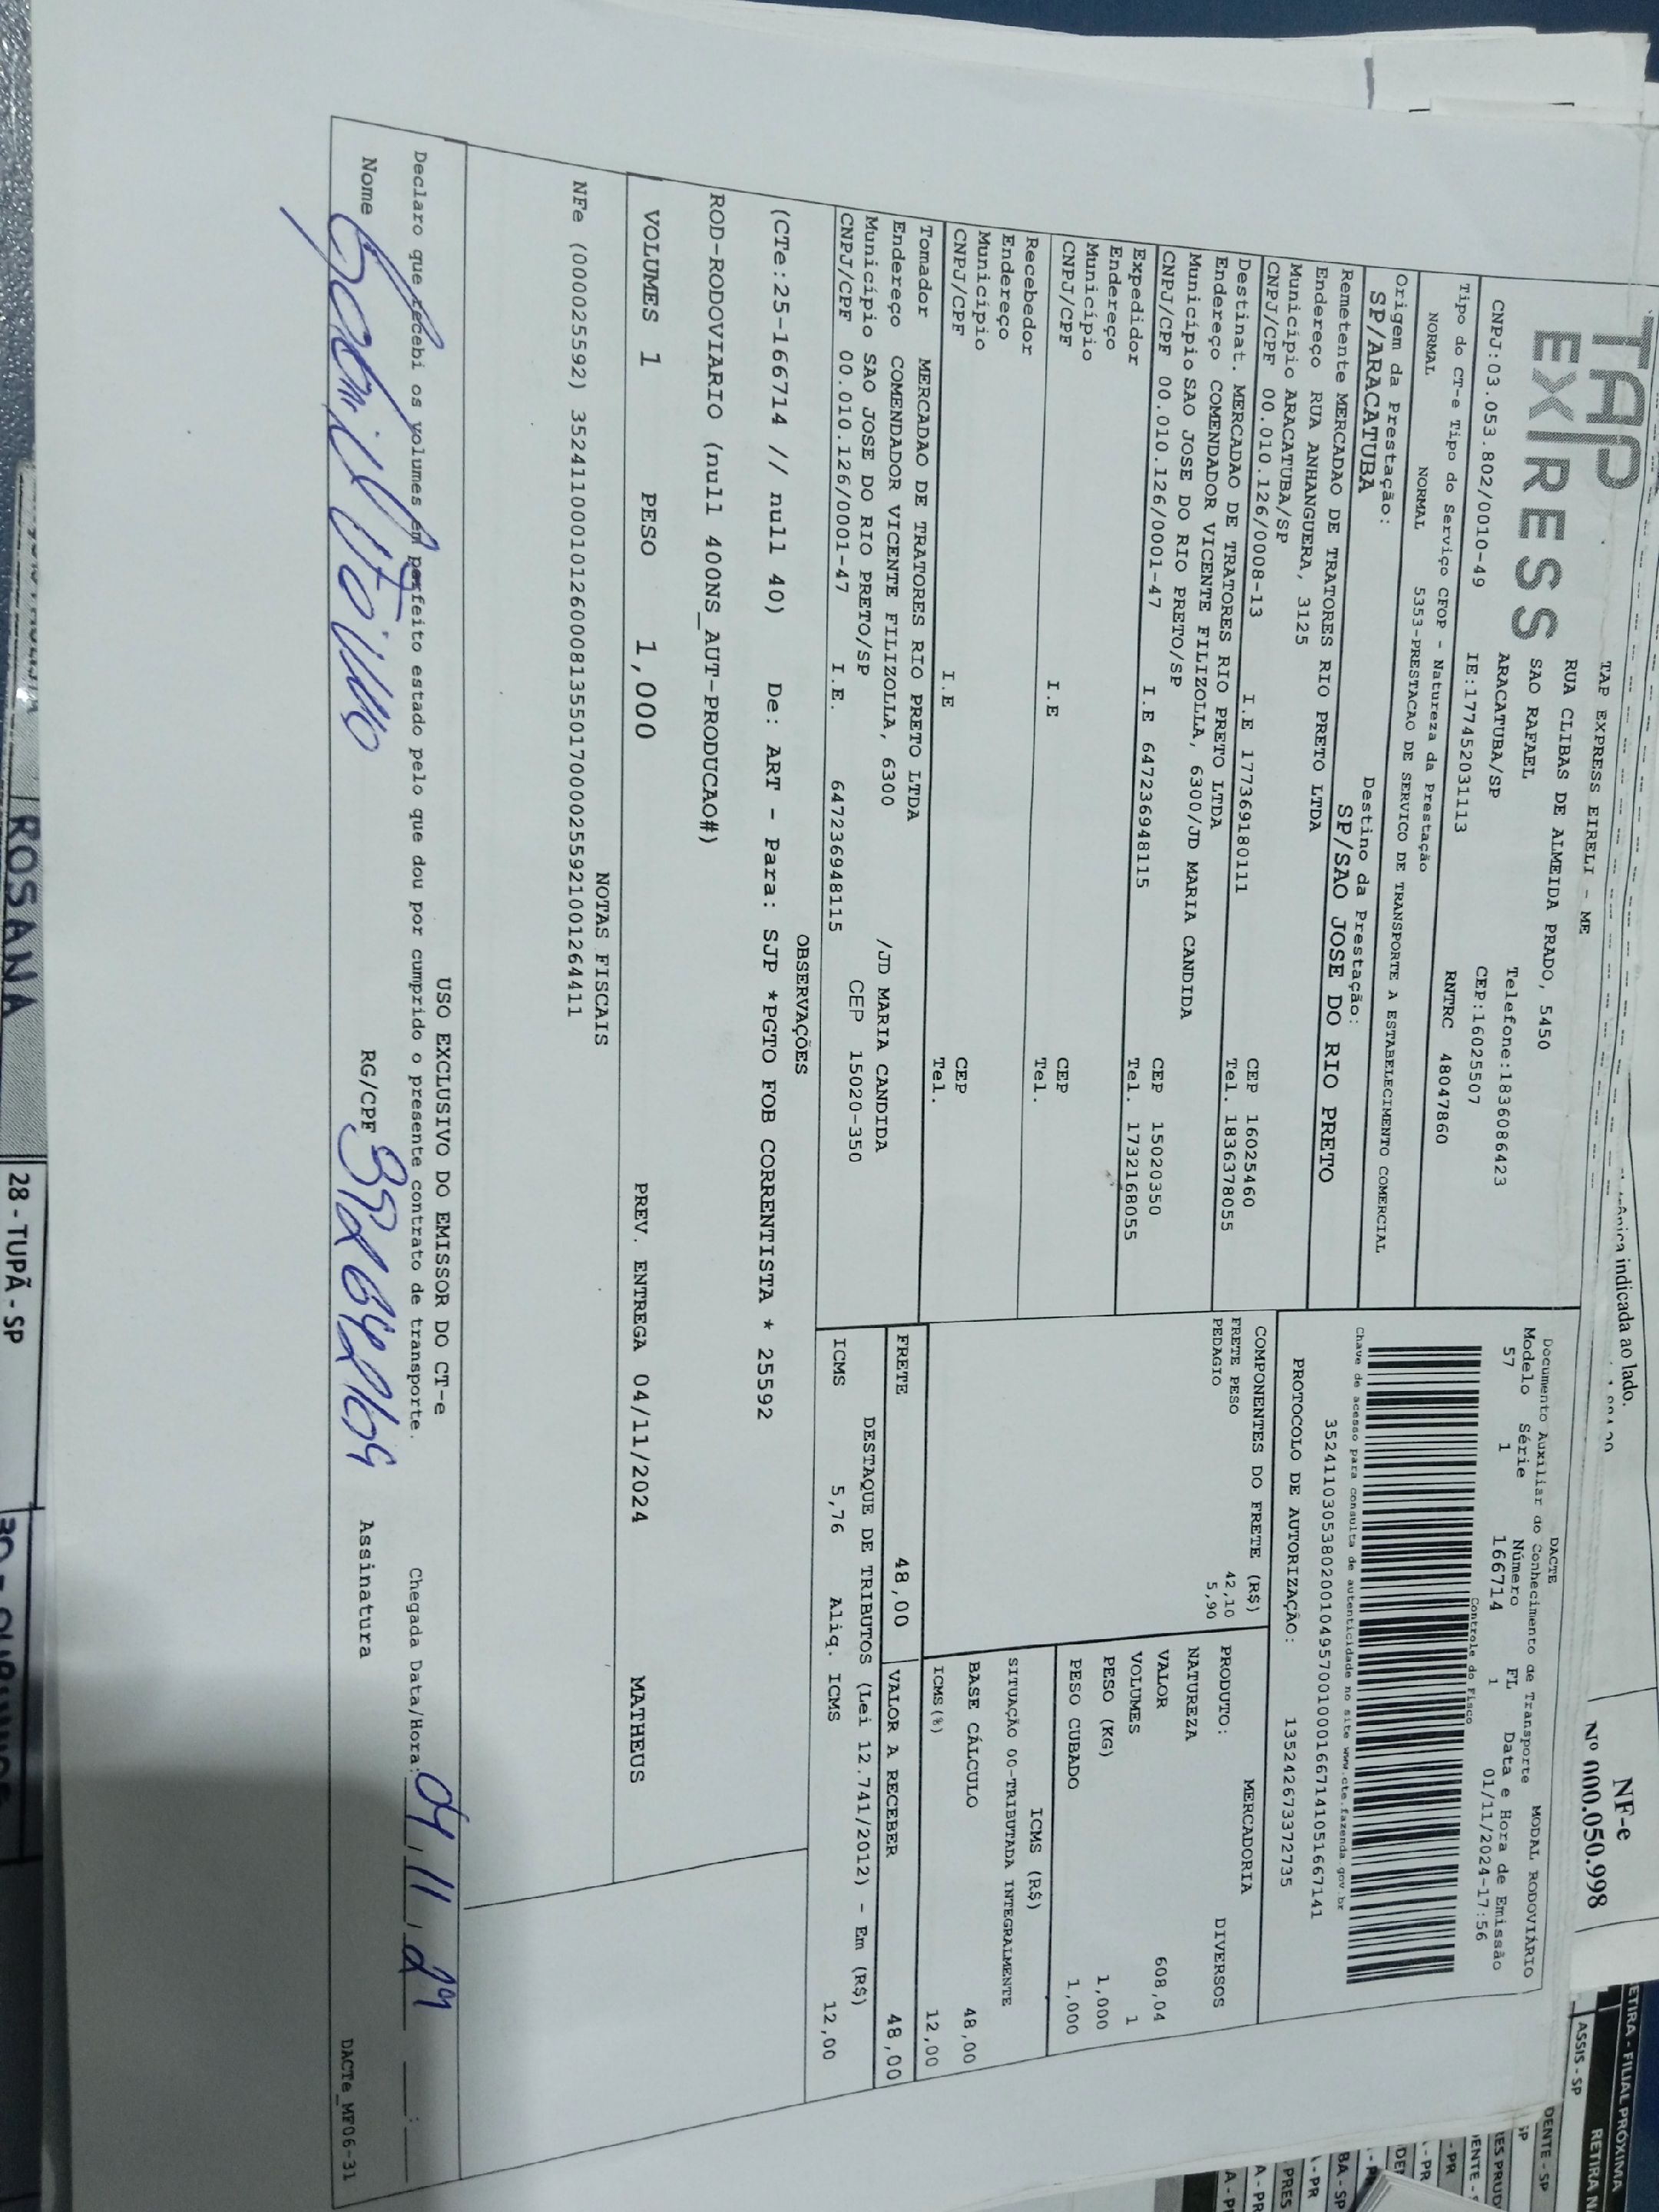 TAP EXPRESS
TAP EXPRESS EIRELI - ME
RUA CLIBAS DE ALMEIDA PRADO, 5450
SAO RAFAEL
Telefone:1836086423
ARACATUBA/SP
CEP:16025507
CNPJ:03.053.802/0010-49
IE:177452031113
RNTRC 48047860
Tipo do CT-e Tipo do Serviço CFOP - Natureza da Prestação
NORMAL NORMAL 5353-PRESTACAO DE SERVICO DE TRANSPORTE A ESTABELECIMENTO COMERCIAL
Origem da Prestação: Destino da Prestação:
SP/ARACATUBA SP/SAO JOSE DO RIO PRETO
Remetente MERCADAO DE TRATORES RIO PRETO LTDA
Endereço RUA ANHANGUERA, 3125
Município ARACATUBA/SP CEP 16025460
CNPJ/CPF 00.010.126/0008-13 I.E 177369180111 Tel. 1836378055
Destinat. MERCADAO DE TRATORES RIO PRETO LTDA
Endereço COMENDADOR VICENTE FILIZOLLA, 6300/JD MARIA CANDIDA
Município SAO JOSE DO RIO PRETO/SP CEP 15020350
CNPJ/CPF 00.010.126/0001-47 I.E 647236948115 Tel. 1732168055
Expedidor
Endereço
Município CEP
CNPJ/CPF I.E Tel.
Recebedor
Endereço
Município CEP
CNPJ/CPF I.E Tel.
Tomador MERCADAO DE TRATORES RIO PRETO LTDA
Endereço COMENDADOR VICENTE FILIZOLLA, 6300 /JD MARIA CANDIDA
Município SAO JOSE DO RIO PRETO/SP CEP 15020-350
CNPJ/CPF 00.010.126/0001-47 I.E. 647236948115
DACTE
Documento Auxiliar do Conhecimento de Transporte MODAL RODOVIÁRIO
Modelo Série Número FL Data e Hora de Emissão
57 1 166714 1 01/11/2024-17:56
Controle do Fisco
Chave de acesso para consulta de autenticidade no site www.cte.fazenda.gov.br
35241103053802001049570010001667141051667141
PROTOCOLO DE AUTORIZAÇÃO: 135242673372735
COMPONENTES DO FRETE (R$)
FRETE PESO 42,10
PEDAGIO 5,90
MERCADORIA
PRODUTO: DIVERSOS
NATUREZA
VALOR 608,04
VOLUMES 1
PESO (KG) 1,000
PESO CUBADO 1,000
ICMS (R$)
SITUAÇÃO 00-TRIBUTADA INTEGRALMENTE
BASE CÁLCULO 48,00
ICMS(%) 12,00
FRETE 48,00 VALOR A RECEBER 48,00
DESTAQUE DE TRIBUTOS (Lei 12.741/2012) - Em (R$)
ICMS 5,76 Aliq. ICMS 12,00
OBSERVAÇÕES
(CTe:25-166714 // null 40) De: ART - Para: SJP *PGTO FOB CORRENTISTA * 25592
ROD-RODOVIARIO (null 400NS_AUT-PRODUCAO#)
VOLUMES 1 PESO 1,000 PREV. ENTREGA 04/11/2024 MATHEUS
NOTAS FISCAIS
NFe (000025592) 35241100010126000813550170000255921001264411
USO EXCLUSIVO DO EMISSOR DO CT-e
Declaro que recebi os volumes em perfeito estado pelo que dou por cumprido o presente contrato de transporte.
Chegada Data/Hora: 04/11/24
Nome RG/CPF Assinatura
DACTe_MF06-31
NF-e
Nº 000.050.998
indicada ao lado.
ROSANA
28 - TUPÃ - SP
ASSIS - SP